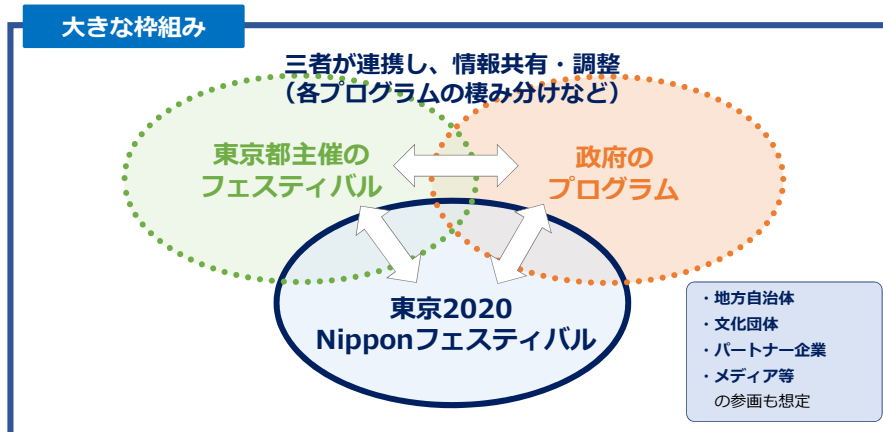 大きな枠組み
三者が連携し、情報共有・調整
（各プログラムの棲み分けなど）
東京都主催の
フェスティバル
政府の
プログラム
東京2020
Nipponフェスティバル
・地方自治体
・文化団体
・パートナー企業
・メディア等
の参画も想定